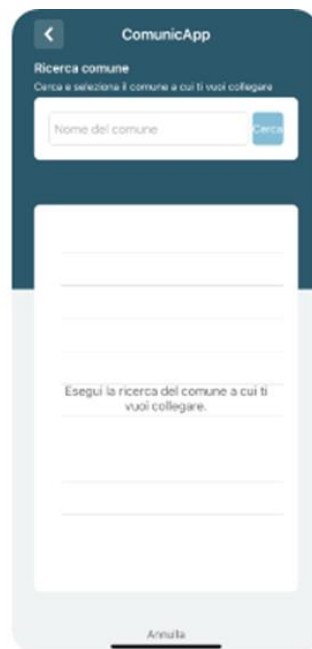 ComunicApp
Ricerca comune
Cerca e seleziona il comune a cui ti vuoi collegare
Nome del comune
Cerca
Esegui la ricerca del comune a cui ti
vuoi collegare.
Annulla